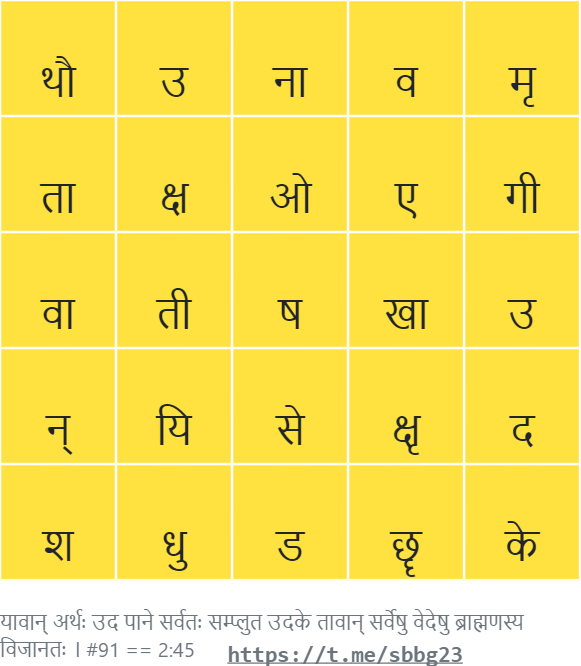 थौ उ ना व मृ
ता क्ष ओ ए गी
वा ती ष खा उ
न् यि से क्षृ द
श धु ड छृ के
यावान् अर्थः उद पाने सर्वतः सम्प्लुत उदके तावान् सर्वेषु वेदेषु ब्राह्मणस्य
विजानतः । #91 == 2:45 https://t.me/sbbg23